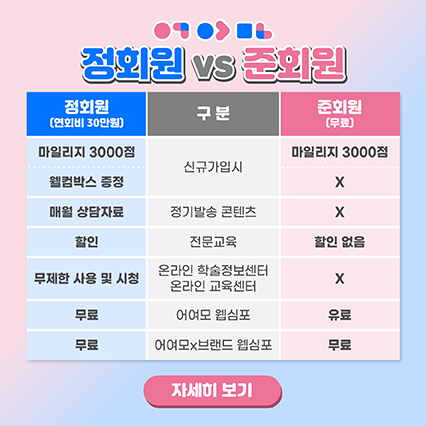 정회원 vs 준회원
정회원 구 분 준회원
(연회비 30만원) (무료)
마일리지 3000점 신규가입시 마일리지 3000점
웰컴박스 증정 X
매월 상담자료 정기발송 콘텐츠 X
할인 전문교육 할인 없음
무제한 사용 및 시청 온라인 학술정보센터 X
온라인 교육센터
무료 어여모 웹심포 유료
무료 어여모x브랜드 웹심포 무료
자세히 보기